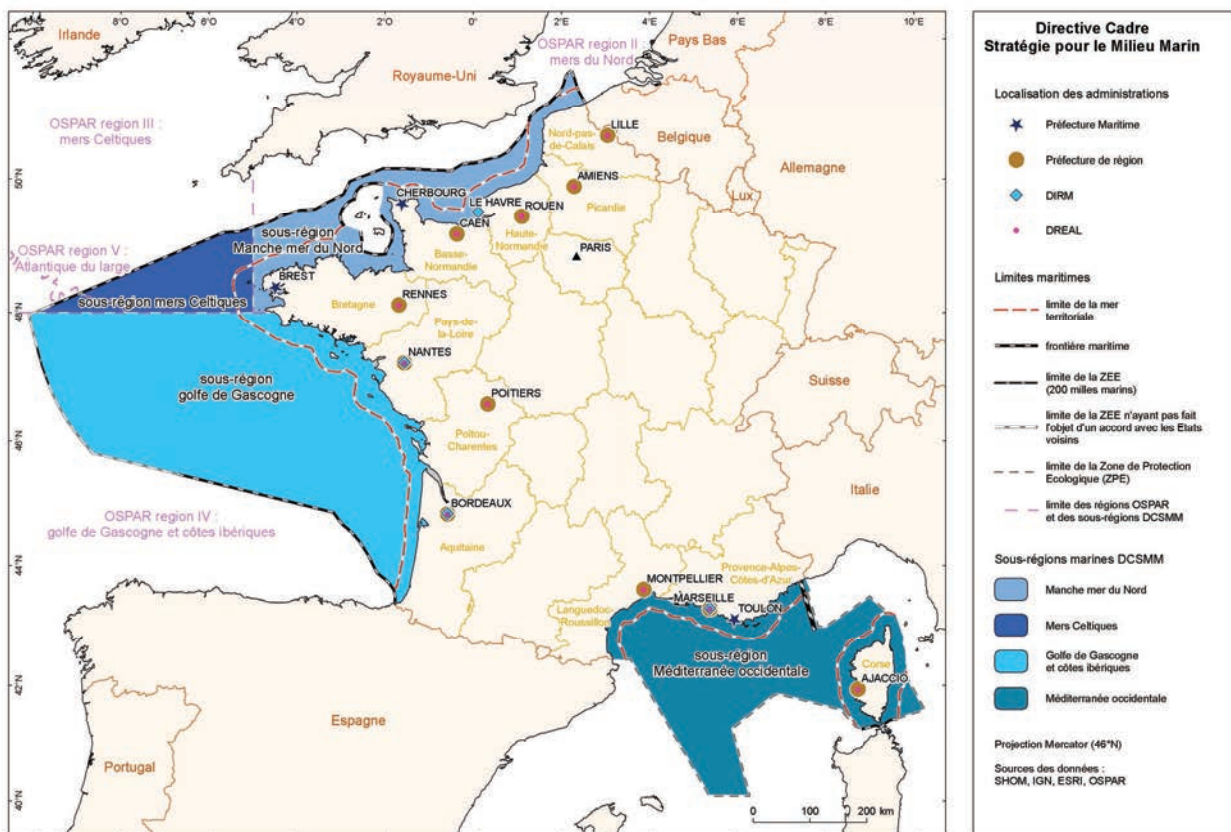 10°O
8°O
6°O
4°O
2°O
0°
2°E
4°E
6°E
8°E
10°E
50°N
48°N
46°N
44°N
42°N
40°N
Irlande
OSPAR region II :
mers du Nord
Pays Bas
Royaume-Uni
OSPAR region III :
mers Celtiques
LILLE
Nord-pas-
de-Calais
Belgique
Allemagne
AMIENS
Lux.
CHERBOURG
LE HAVRE
ROUEN
Picardie
CAEN
sous-région
Manche mer du Nord
Haute-
Normandie
PARIS
OSPAR region V :
Atlantique du large
Basse-
Normandie
BREST
sous-région mers Celtiques
Bretagne
RENNES
Pays-de-
la-Loire
NANTES
sous-région
golfe de Gascogne
Suisse
POITIERS
Poitou-
Charentes
Italie
BORDEAUX
OSPAR region IV :
golfe de Gascogne et côtes ibériques
Aquitaine
Provence-Alpes-
Côtes-d'Azur
MONTPELLIER
MARSEILLE
TOULON
Languedoc-
Roussillon
sous-région
Méditerranée occidentale
Corse
AJACCIO
Espagne
Portugal
0 100 200 km
Directive Cadre
Stratégie pour le Milieu Marin
Localisation des administrations
Préfecture Maritime
Préfecture de région
DIRM
DREAL
Limites maritimes
limite de la mer
territoriale
frontière maritime
limite de la ZEE
(200 milles marins)
limite de la ZEE n'ayant pas fait
l'objet d'un accord avec les Etats
voisins
limite de la Zone de Protection
Ecologique (ZPE)
limite des régions OSPAR
et des sous-régions DCSMM
Sous-régions marines DCSMM
Manche mer du Nord
Mers Celtiques
Golfe de Gascogne
et côtes ibériques
Méditerranée occidentale
Projection Mercator (46°N)
Sources des données :
SHOM, IGN, ESRI, OSPAR